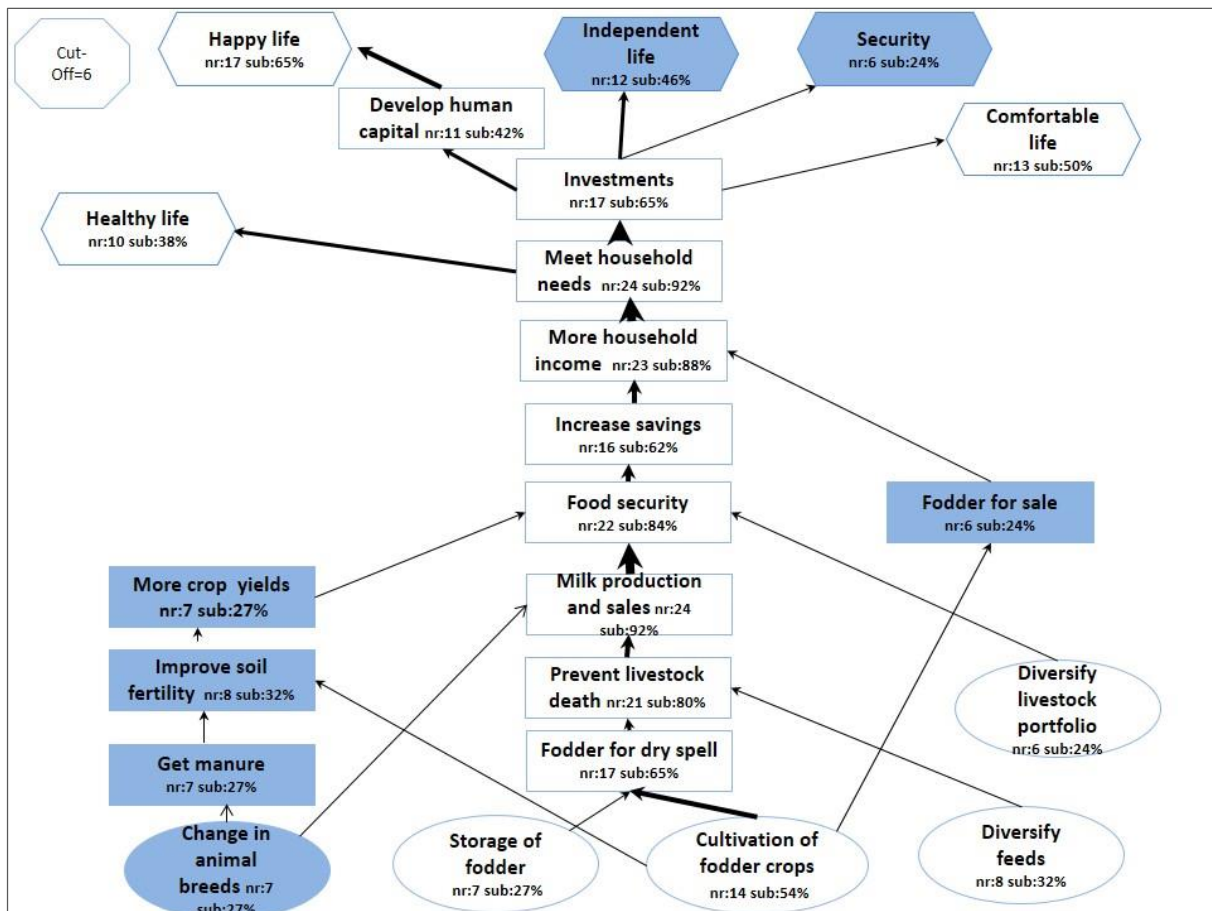 Cut-
Off=6
Happy life
nr:17 sub:65%
Independent
life
nr:12 sub:46%
Security
nr:6 sub:24%
Develop human
capital nr:11 sub:42%
Comfortable
life
nr:13 sub:50%
Investments
nr:17 sub:65%
Healthy life
nr:10 sub:38%
Meet household
needs nr:24 sub:92%
More household
income nr:23 sub:88%
Increase savings
nr:16 sub:62%
Food security
nr:22 sub:84%
Fodder for sale
nr:6 sub:24%
More crop yields
nr:7 sub:27%
Milk production
and sales nr:24
sub:92%
Improve soil
fertility nr:8 sub:32%
Prevent livestock
death nr:21 sub:80%
Diversify
livestock
portfolio
nr:6 sub:24%
Get manure
nr:7 sub:27%
Fodder for dry spell
nr:17 sub:65%
Change in
animal
breeds nr:7
sub:27%
Storage of
fodder
nr:7 sub:27%
Cultivation of
fodder crops
nr:14 sub:54%
Diversify
feeds
nr:8 sub:32%